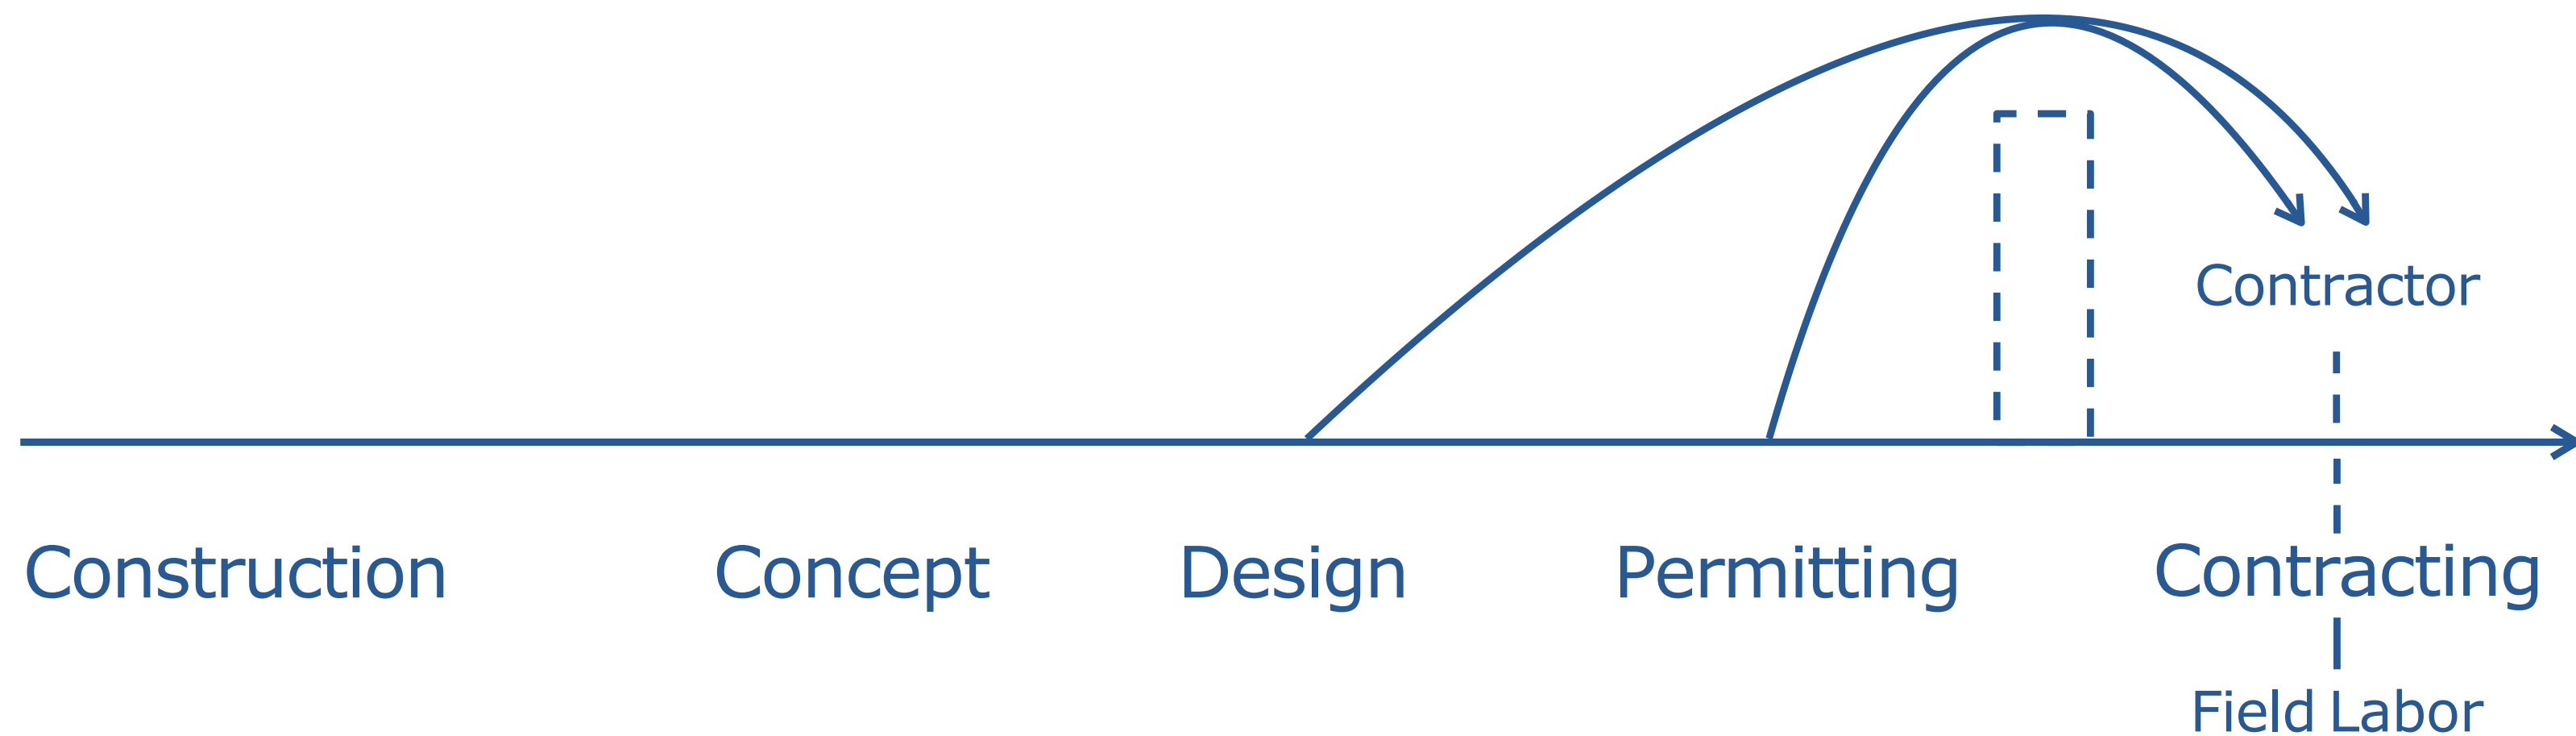 Contractor
Construction Concept Design Permitting Contracting
Field Labor